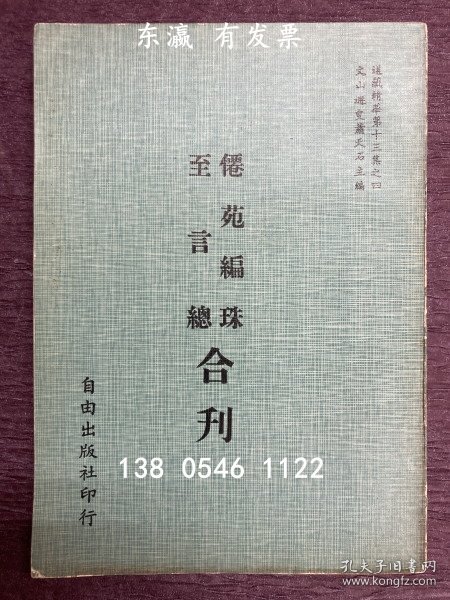 东瀛 有发票
道藏精華第十三集之四
文山遯叟蕭天石主編
僊苑編珠
至言總
合刊
自由出版社印行
138 0546 1122
孔夫子旧书网
www.kongfz.com